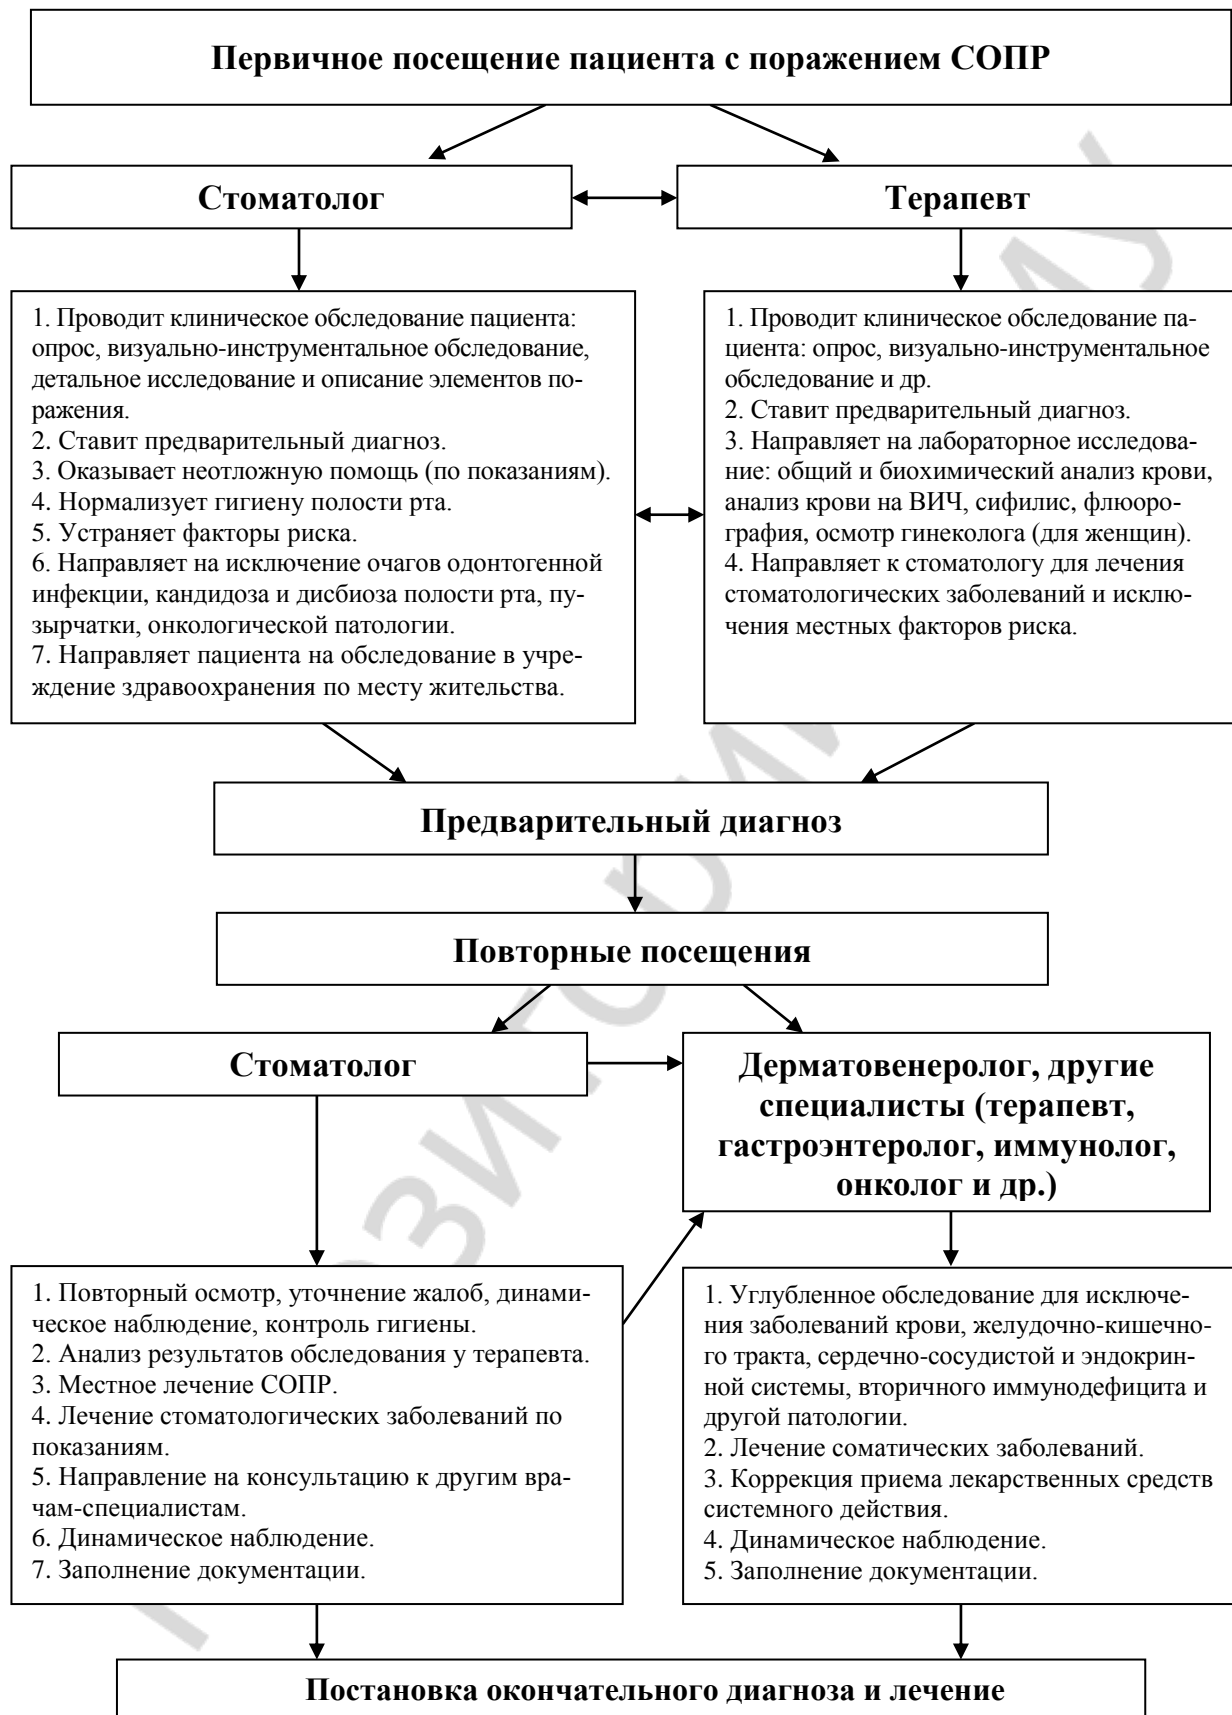 Первичное посещение пациента с поражением СОПР
Стоматолог
Терапевт
1. Проводит клиническое обследование пациента:
опрос, визуально-инструментальное обследование,
детальное исследование и описание элементов по-
ражения.
2. Ставит предварительный диагноз.
3. Оказывает неотложную помощь (по показаниям).
4. Нормализует гигиену полости рта.
5. Устраняет факторы риска.
6. Направляет на исключение очагов одонтогенной
инфекции, кандидоза и дисбиоза полости рта, пу-
зырчатки, онкологической патологии.
7. Направляет пациента на обследование в учре-
ждение здравоохранения по месту жительства.
1. Проводит клиническое обследование па-
циента: опрос, визуально-инструментальное
обследование и др.
2. Ставит предварительный диагноз.
3. Направляет на лабораторное исследова-
ние: общий и биохимический анализ крови,
анализ крови на ВИЧ, сифилис, флюоро-
графия, осмотр гинеколога (для женщин).
4. Направляет к стоматологу для лечения
стоматологических заболеваний и исклю-
чения местных факторов риска.
Предварительный диагноз
Повторные посещения
Стоматолог
Дерматовенеролог, другие
специалисты (терапевт,
гастроэнтеролог, иммунолог,
онколог и др.)
1. Повторный осмотр, уточнение жалоб, динами-
ческое наблюдение, контроль гигиены.
2. Анализ результатов обследования у терапевта.
3. Местное лечение СОПР.
4. Лечение стоматологических заболеваний по
показаниям.
5. Направление на консультацию к другим вра-
чам-специалистам.
6. Динамическое наблюдение.
7. Заполнение документации.
1. Углубленное обследование для исключе-
ния заболеваний крови, желудочно-кишечно-
го тракта, сердечно-сосудистой и эндокрин-
ной системы, вторичного иммунодефицита и
другой патологии.
2. Лечение соматических заболеваний.
3. Коррекция приема лекарственных средств
системного действия.
4. Динамическое наблюдение.
5. Заполнение документации.
Постановка окончательного диагноза и лечение